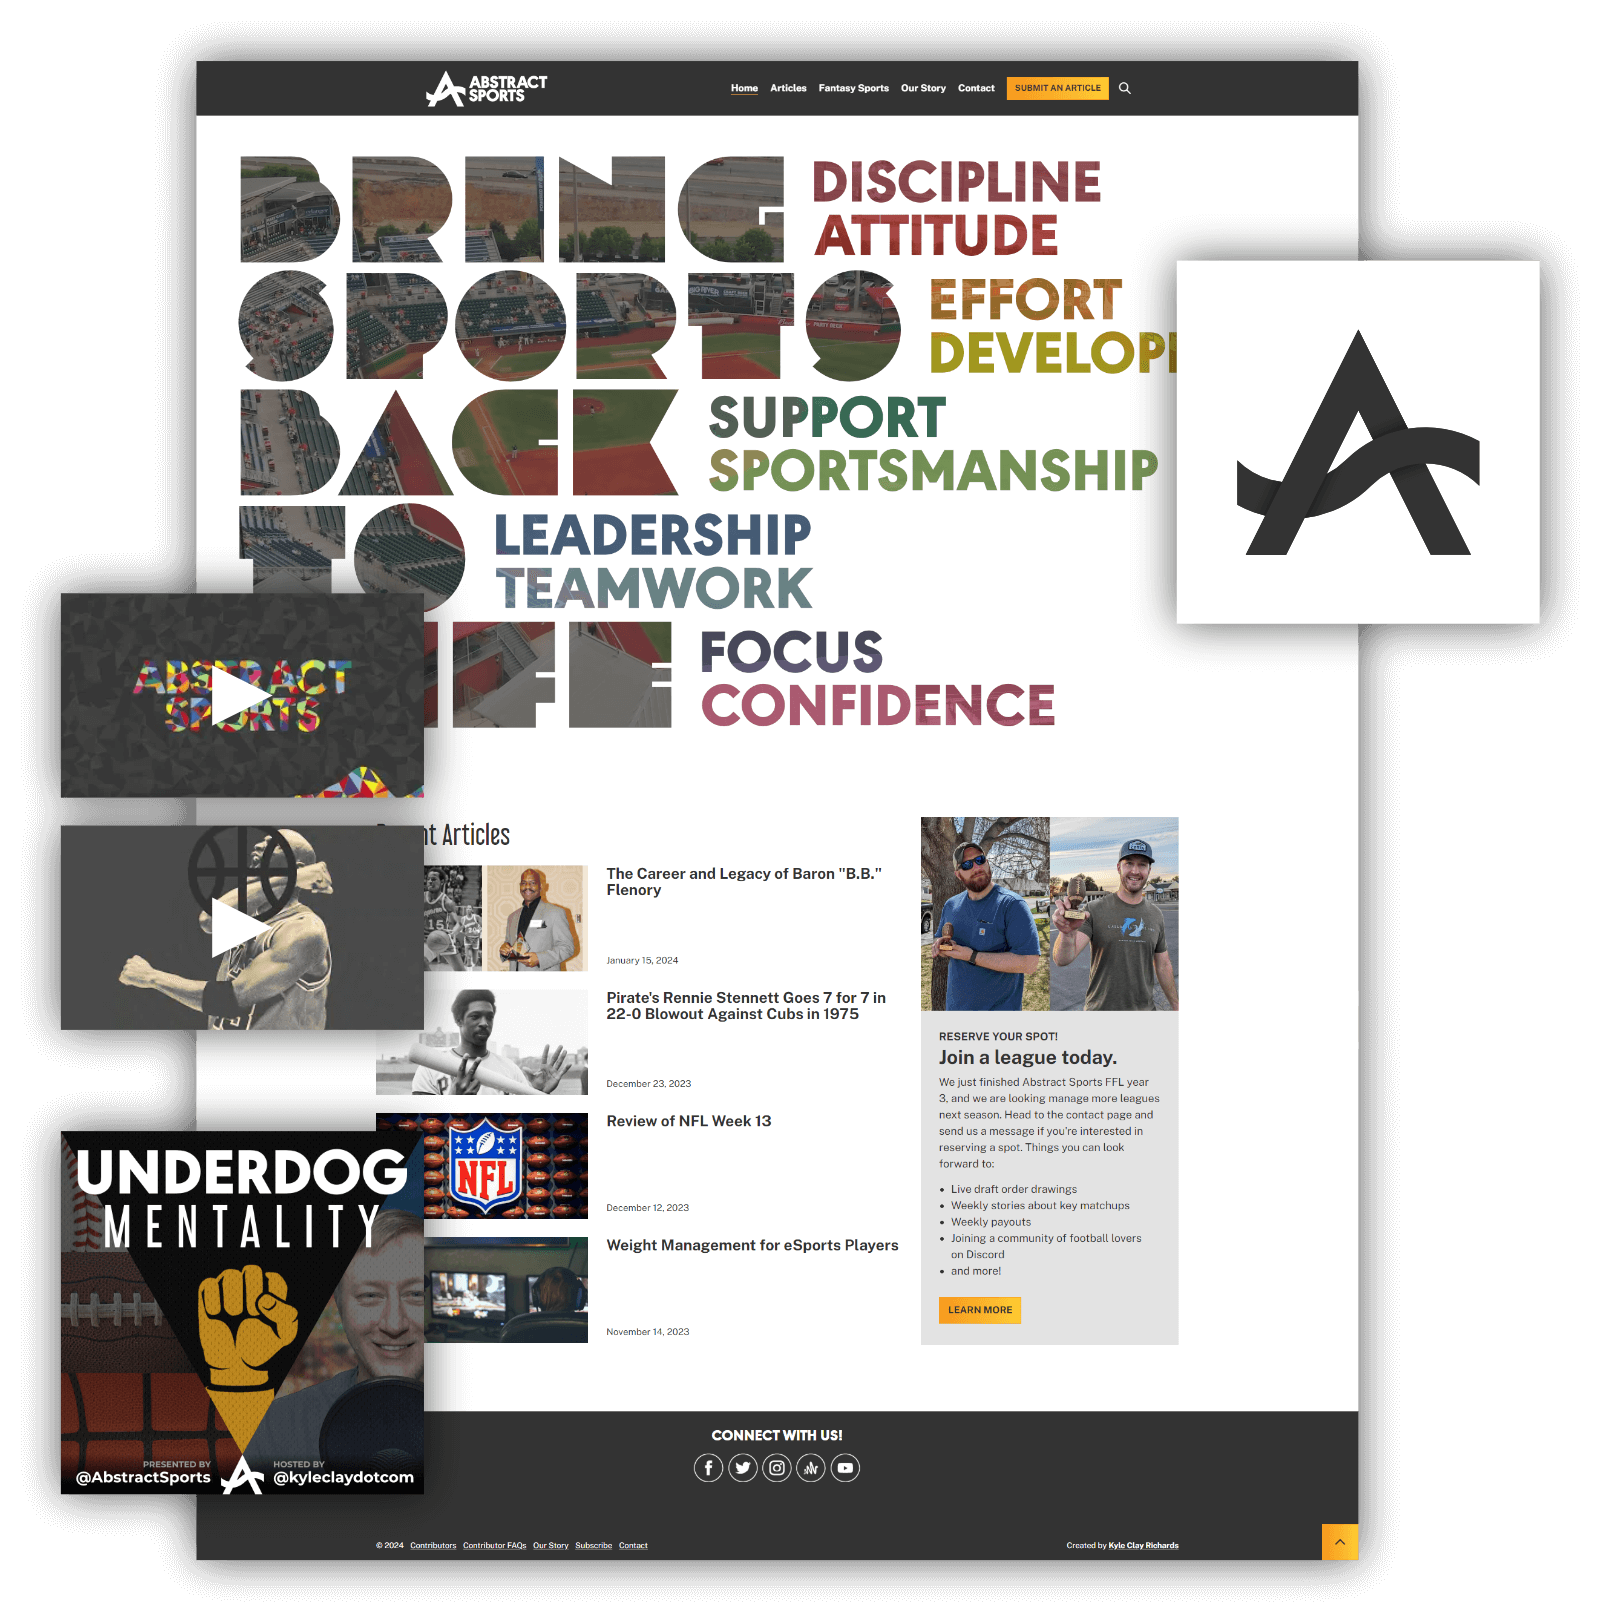 ABSTRACT
SPORTS
Home Articles Fantasy Sports Our Story Contact SUBMIT AN ARTICLE
BRING
DISCIPLINE
ATTITUDE
SPORTS
EFFORT
BACK
SUPPORT
SPORTSMANSHIP
TO
LEADERSHIP
TEAMWORK
FOCUS
CONFIDENCE
ABSTRACT
SPORTS
Articles
The Career and Legacy of Baron "B.B."
Flenory
January 15, 2024
Pirate's Rennie Stennett Goes 7 for 7 in
22-0 Blowout Against Cubs in 1975
December 23, 2023
NFL
Review of NFL Week 13
December 12, 2023
Weight Management for eSports Players
November 14, 2023
RESERVE YOUR SPOT!
Join a league today.
We just finished Abstract Sports FFL year
3, and we are looking manage more leagues
next season. Head to the contact page and
send us a message if you're interested in
reserving a spot. Things you can look
forward to:
• Live draft order drawings
• Weekly stories about key matchups
• Weekly payouts
• Joining a community of football lovers
on Discord
• and more!
LEARN MORE
UNDERDOG
MENTALITY
PRESENTED BY
@AbstractSports
HOSTED BY
@kyleclaydotcom
CONNECT WITH US!
© 2024 Contributors Contributor FAQs Our Story Subscribe Contact
Created by Kyle Clay Richards